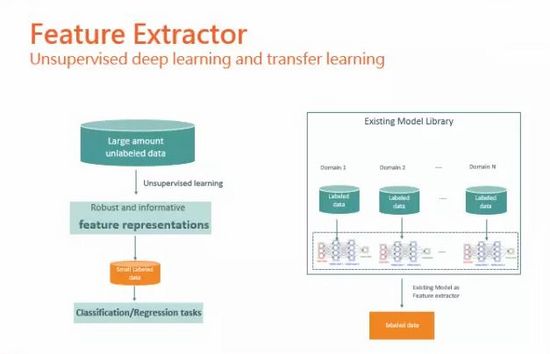 Feature Extractor
Unsupervised deep learning and transfer learning
Large amount
unlabeled data
Unsupervised learning
Robust and informative
feature representations
Small Labeled
data
Classification/Regression tasks
Existing Model Library
Domain 1
Domain 2
....
Domain N
Labeled
data
Labeled
data
....
Labeled
data
....
Existing Model as
Feature extractor
labeled data